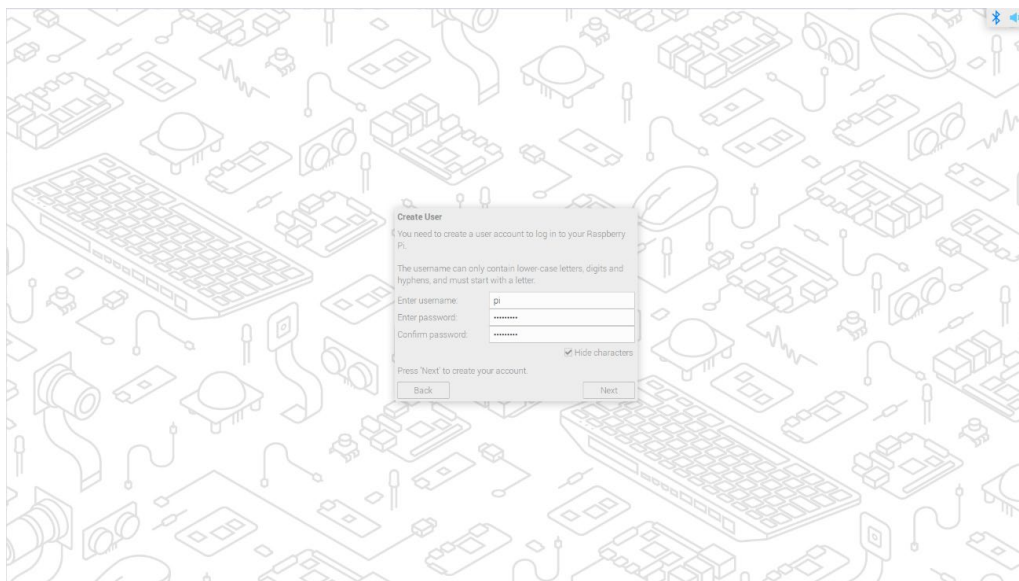 Create User
You need to create a user account to log in to your Raspberry
Pi.
The username can only contain lower-case letters, digits and
hyphens, and must start with a letter.
Enter username:
pi
Enter password:
•••••••••
Confirm password:
•••••••••
Hide characters
Press 'Next' to create your account.
Back
Next